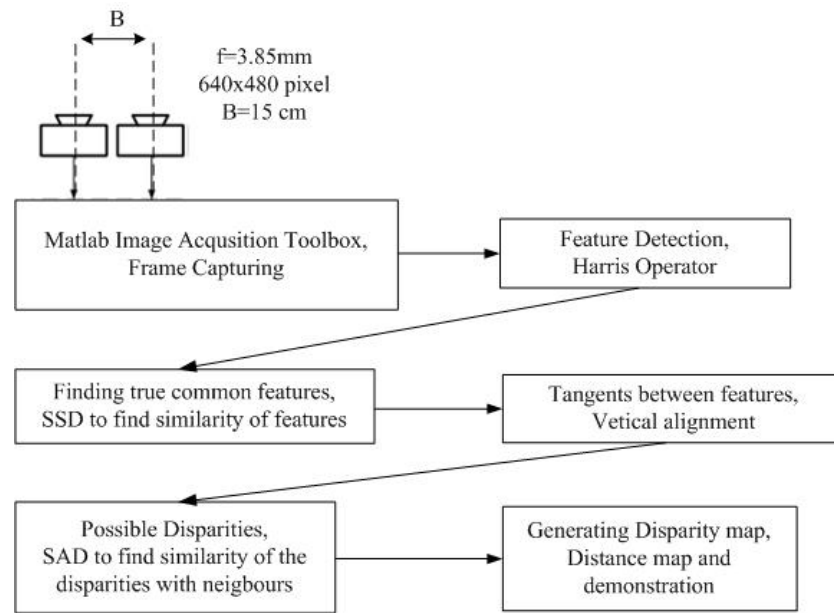 B
f=3.85mm
640x480 pixel
B=15 cm
Matlab Image Acqusition Toolbox,
Frame Capturing
Feature Detection,
Harris Operator
Finding true common features,
SSD to find similarity of features
Tangents between features,
Vetical alignment
Possible Disparities,
SAD to find similarity of the
disparities with neigbours
Generating Disparity map,
Distance map and
demonstration